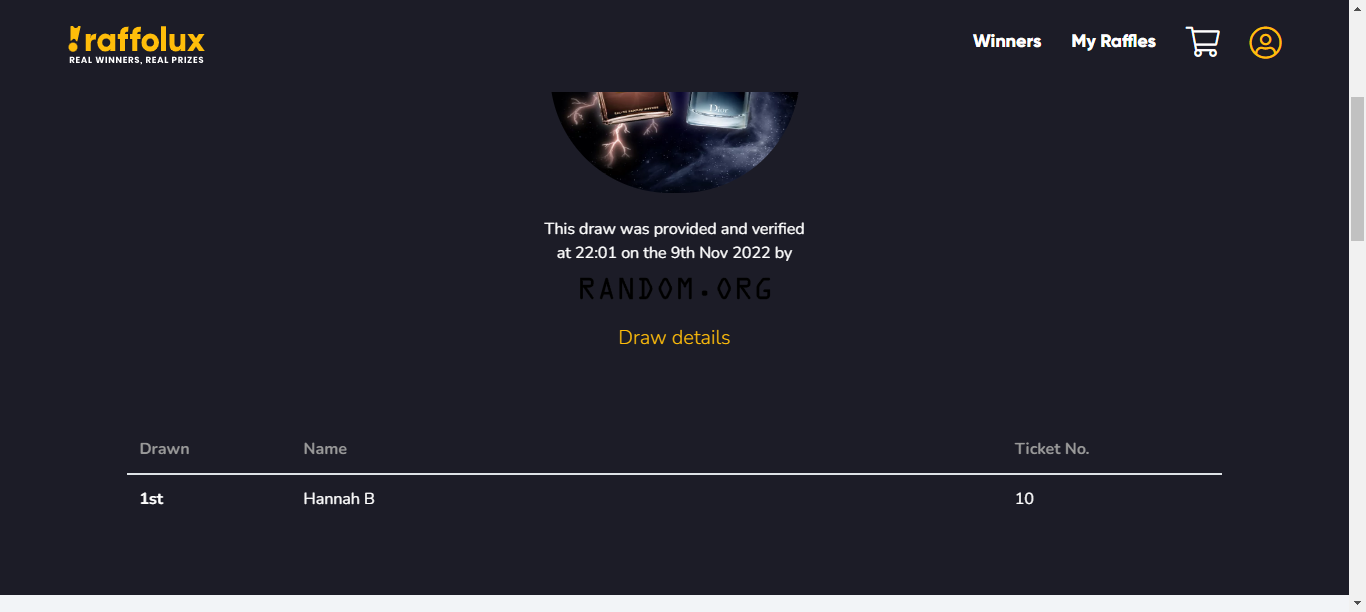 raffolux
REAL WINNERS, REAL PRIZES
Winners
My Raffles
Dior
This draw was provided and verified
at 22:01 on the 9th Nov 2022 by
RANDOM.ORG
Draw details
Drawn Name Ticket No.
1st Hannah B 10